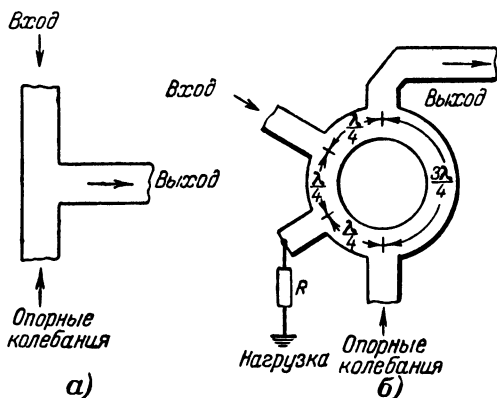 Вход
Выход
Опорные
колебания
а)
Вход
Выход
λ/4
λ/4
λ/4
3λ/4
R
Нагрузка
Опорные
колебания
б)